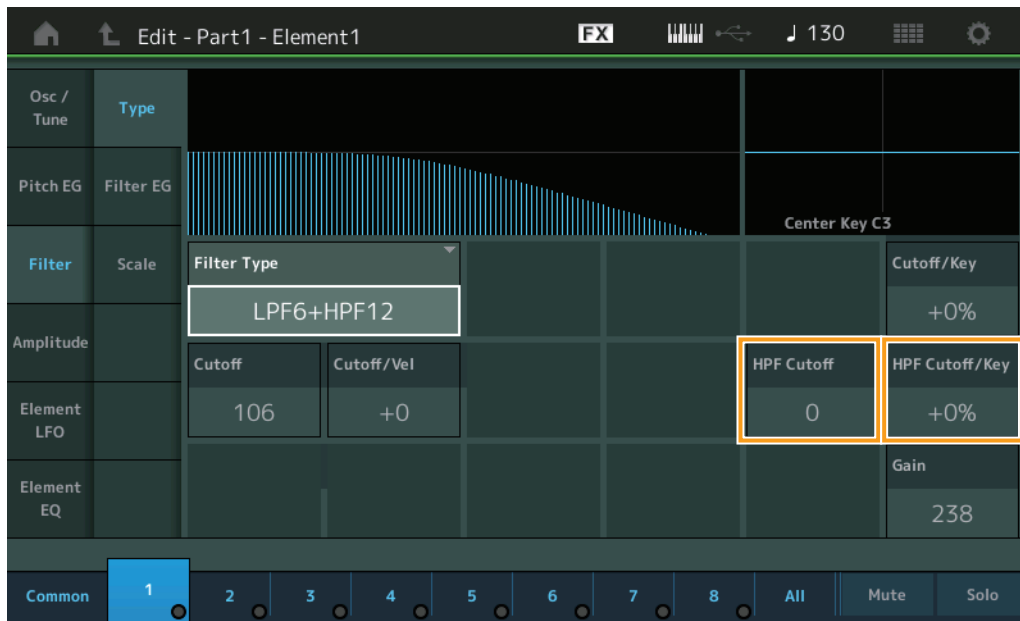 Edit - Part1 - Element1
FX
♩ 130
Osc /
Tune
Type
Pitch EG
Filter EG
Center Key C3
Filter
Scale
Filter Type
LPF6+HPF12
Cutoff/Key
+0%
Amplitude
Cutoff
106
Cutoff/Vel
+0
HPF Cutoff
0
HPF Cutoff/Key
+0%
Element
LFO
Gain
238
Element
EQ
Common
1
2
3
4
5
6
7
8
All
Mute
Solo